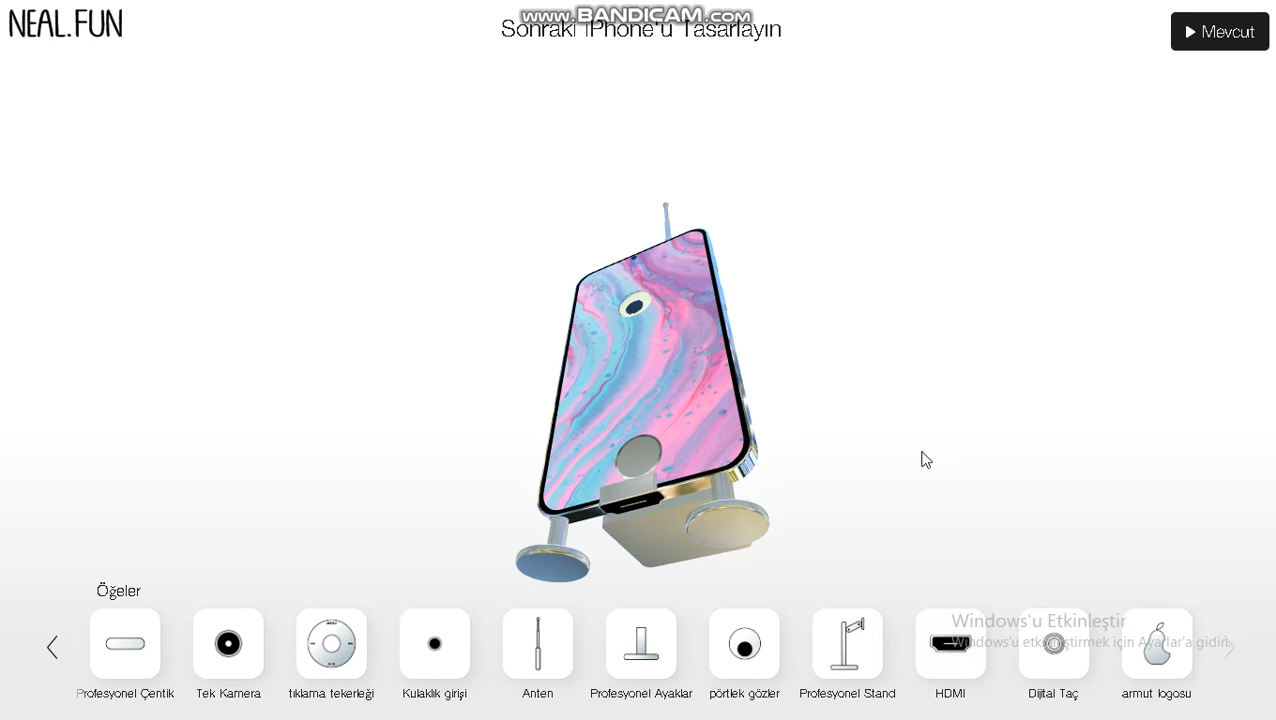 NEAL.FUN
www.BANDICAM.com
Sonraki iPhone'u Tasarlayın
Mevcut
Öğeler
Profesyonel Çentik
Tek Kamera
tıklama tekerleği
Kulaklık girişi
Anten
Profesyonel Ayaklar
pörtlek gözler
Profesyonel Stand
HDMI
Dijital Taç
armut logosu
Windows'u Etkinleştir
Windows'u etkinleştirmek için Ayarlar'a gidin.